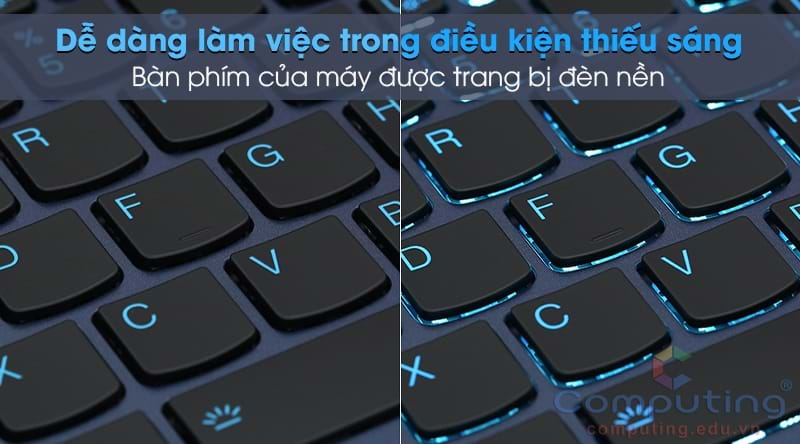 Dễ dàng làm việc trong điều kiện thiếu sáng
Bàn phím của máy được trang bị đèn nền
% 5
R
G
H
F
D
V
B
C
X
R
G
H
F
D
V
B
C
X
Computing®
computing.edu.vn